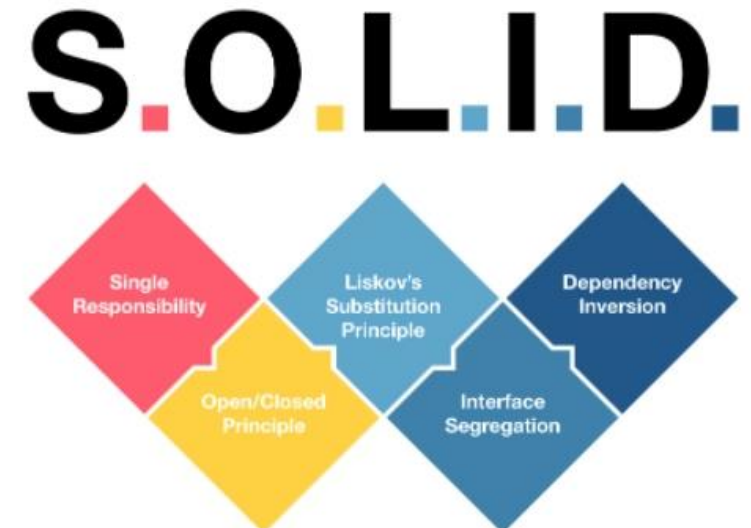 S.O.L.I.D.
Single
Responsibility
Open/Closed
Principle
Liskov's
Substitution
Principle
Interface
Segregation
Dependency
Inversion